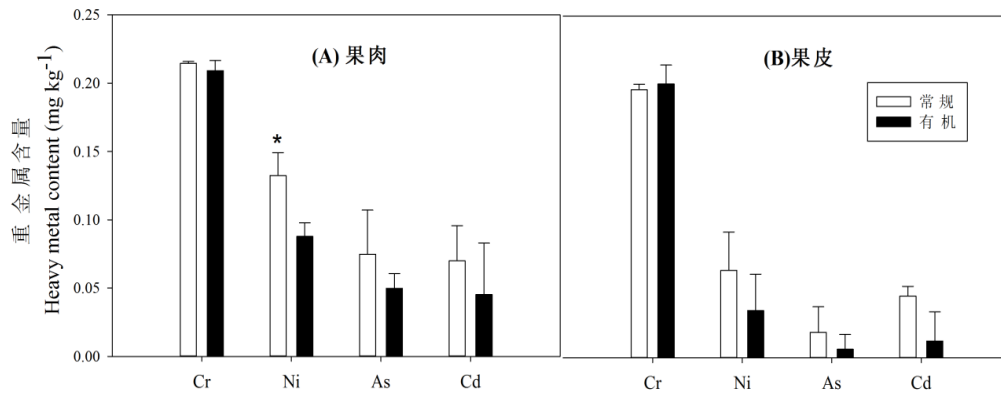 重金属含量
Heavy metal content (mg kg-1)
0.25
0.20
0.15
0.10
0.05
0.00
(A) 果肉
*
Cr Ni As Cd
(B)果皮
常规
有机
Cr Ni As Cd